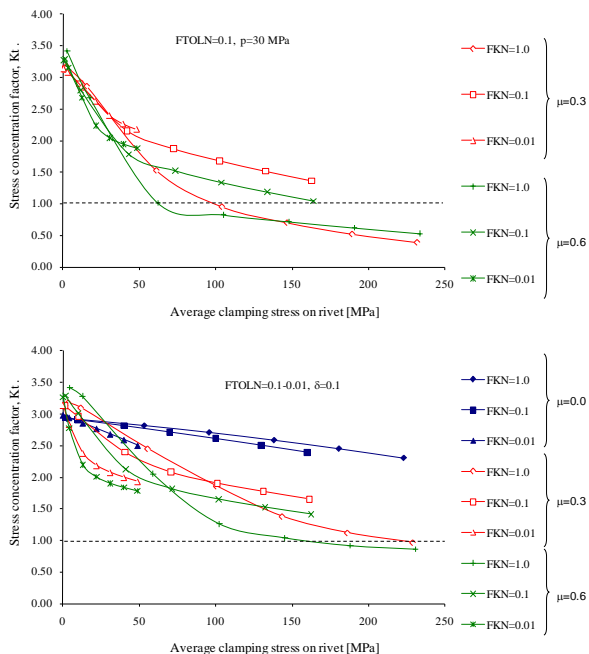 FTOLN=0.1, p=30 MPa
Stress concentration factor, Kt.
4.00
3.50
3.00
2.50
2.00
1.50
1.00
0.50
0.00
0
50
100
150
200
250
Average clamping stress on rivet [MPa]
FKN=1.0
FKN=0.1
FKN=0.01
μ=0.3
FKN=1.0
FKN=0.1
FKN=0.01
μ=0.6
FTOLN=0.1-0.01, δ=0.1
Stress concentration factor, Kt.
4.00
3.50
3.00
2.50
2.00
1.50
1.00
0.50
0.00
0
50
100
150
200
250
Average clamping stress on rivet [MPa]
FKN=1.0
FKN=0.1
FKN=0.01
μ=0.0
FKN=1.0
FKN=0.1
FKN=0.01
μ=0.3
FKN=1.0
FKN=0.1
FKN=0.01
μ=0.6